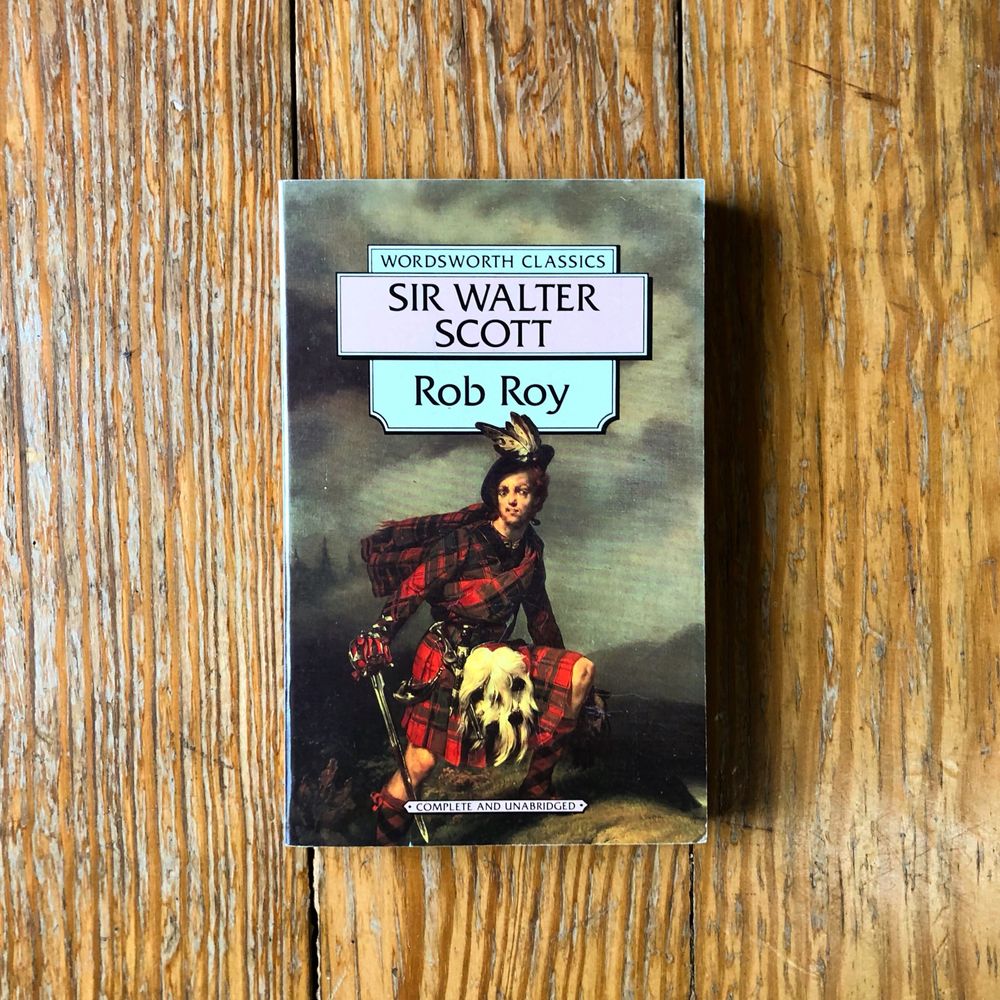 WORDSWORTH CLASSICS
SIR WALTER
SCOTT
Rob Roy
COMPLETE AND UNABRIDGED